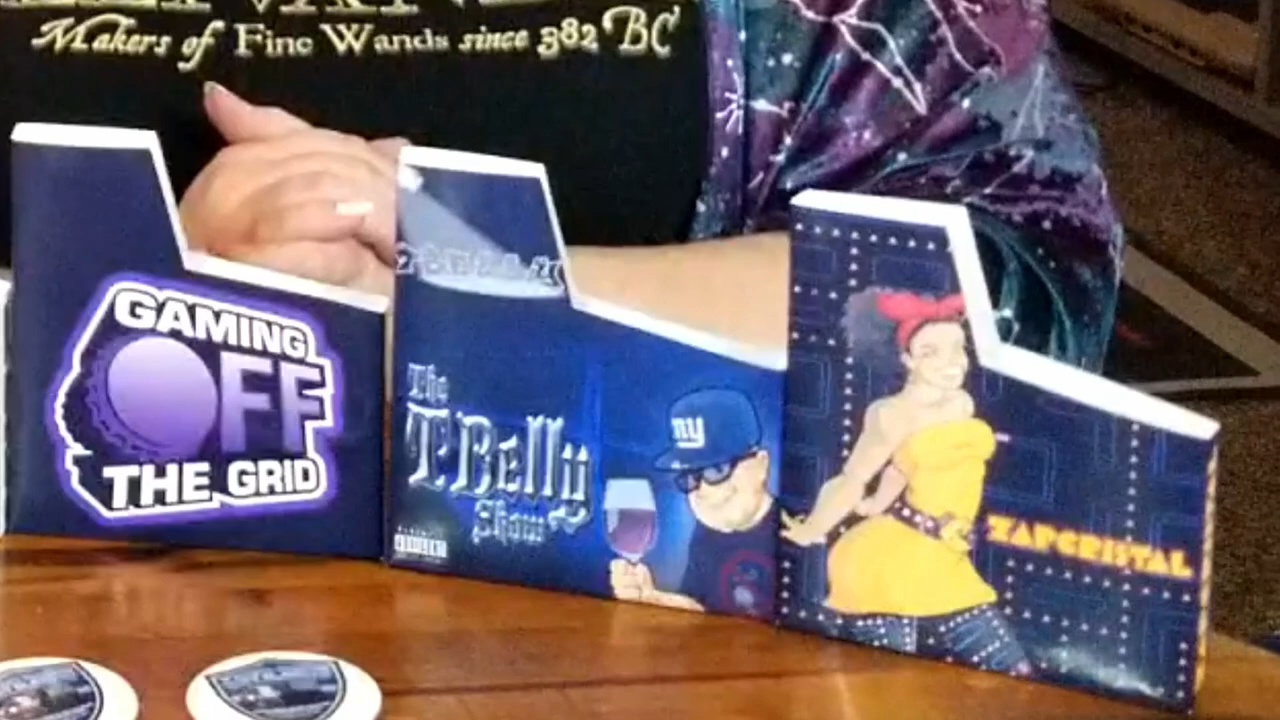 Makers of Fine Wands since 382 BC
GAMING
OFF
THE GRID
The
T.Belly
Show
ny
ZAPCRISTAL